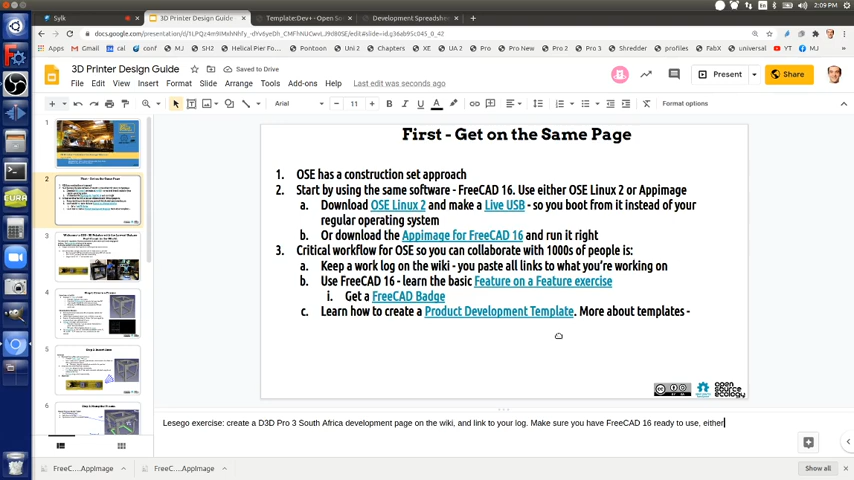 Sylk
3D Printer Design Guide
Template:Dev+ - Open So
Development Spreadshee
2:09 PM
Apps
Gmail
cal
conf
MJ
SH2
Helical Pier Fo
Pontoon
Uni 2
Chapters
XE
UA 2
Pro
Pro New
Pro 2
Pro 3
Shredder
profiles
FabX
universal
YT
MJ
3D Printer Design Guide
Saved to Drive
File Edit View Insert Format Slide Arrange Tools Add-ons Help Last edit was seconds ago
Present
Share
Arial
11
Format options
First - Get on the Same Page
1. OSE has a construction set approach
2. Start by using the same software - FreeCAD 16. Use either OSE Linux 2 or Appimage
a. Download OSE Linux 2 and make a Live USB - so you boot from it instead of your
regular operating system
b. Or download the Appimage for FreeCAD 16 and run it right
3. Critical workflow for OSE so you can collaborate with 1000s of people is:
a. Keep a work log on the wiki - you paste all links to what you're working on
b. Use FreeCAD 16 - learn the basic Feature on a Feature exercise
i. Get a FreeCAD Badge
c. Learn how to create a Product Development Template. More about templates -
open source ecology
1
2
3
4
5
6
Lesego exercise: create a D3D Pro 3 South Africa development page on the wiki, and link to your log. Make sure you have FreeCAD 16 ready to use, either
FreeC....AppImage
FreeC....AppImage
Show all